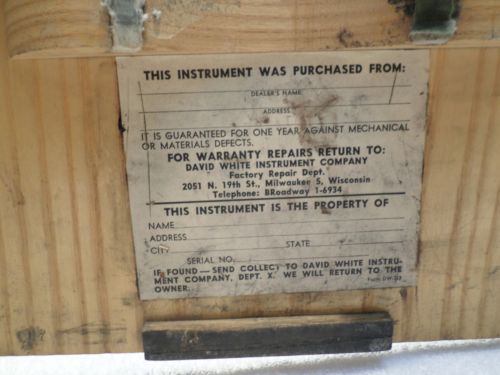 THIS INSTRUMENT WAS PURCHASED FROM:
DEALER'S NAME
ADDRESS
IT IS GUARANTEED FOR ONE YEAR AGAINST MECHANICAL
OR MATERIALS DEFECTS.
FOR WARRANTY REPAIRS RETURN TO:
DAVID WHITE INSTRUMENT COMPANY
Factory Repair Dept.
2051 N. 19th St., Milwaukee 5, Wisconsin
Telephone: BRoadway 1-6934
THIS INSTRUMENT IS THE PROPERTY OF
NAME
ADDRESS
CITY STATE
SERIAL NO.
IF FOUND — SEND COLLECT TO DAVID WHITE INSTRU-
MENT COMPANY, DEPT. X. WE WILL RETURN TO THE
OWNER. Form